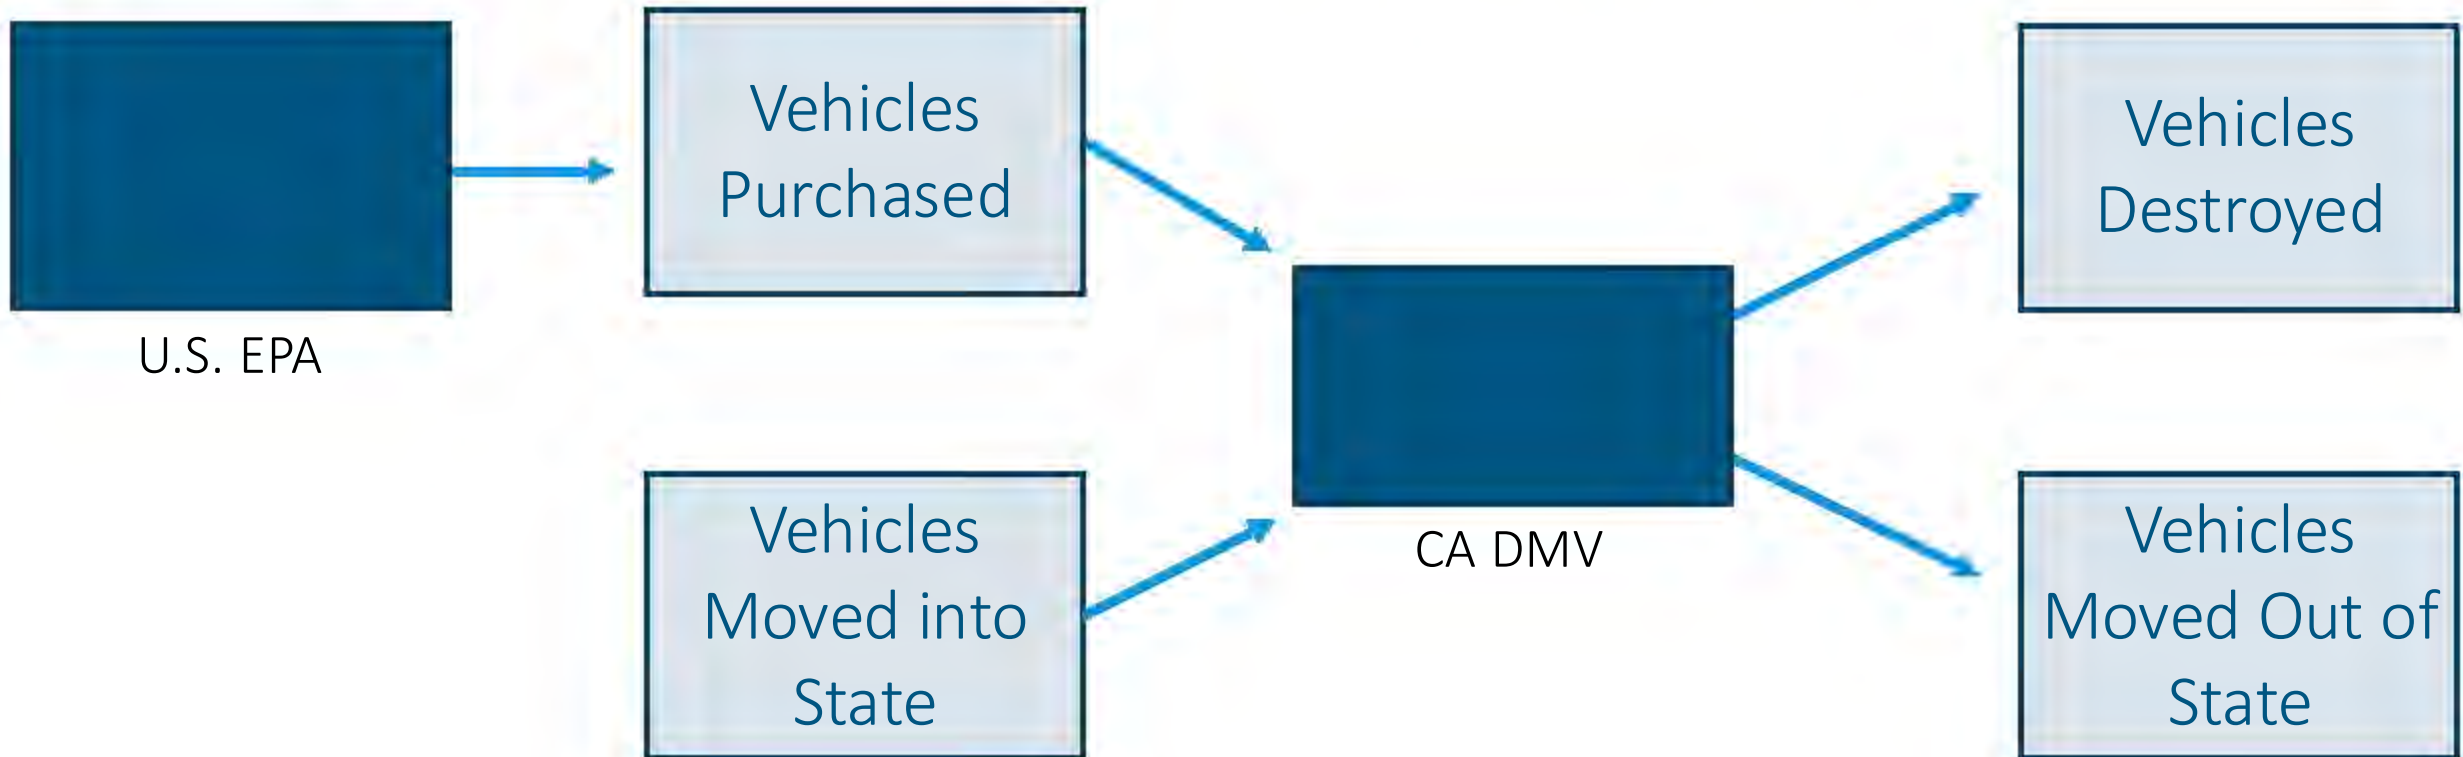 Vehicles
Purchased
Vehicles
Destroyed
U.S. EPA
Vehicles
Moved into
State
CA DMV
Vehicles
Moved Out of
State